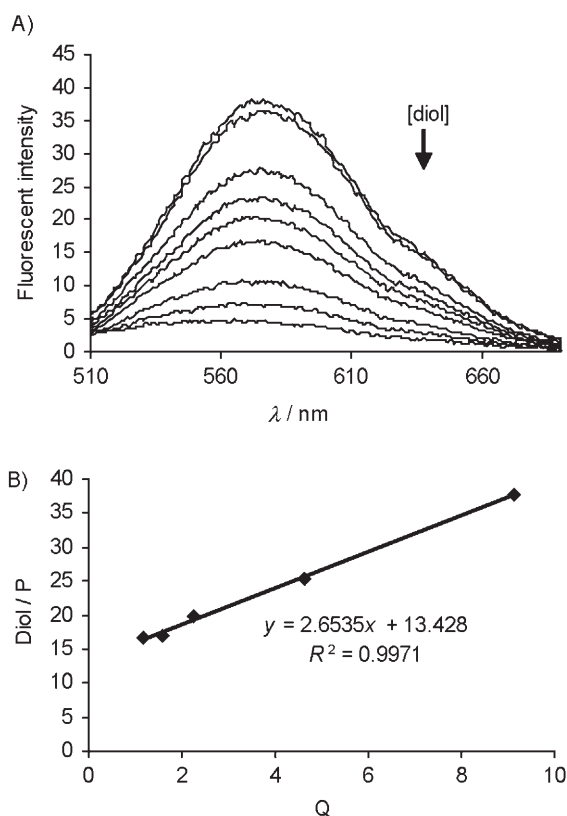 A)
45
40
35
30
25
20
15
10
5
0
Fluorescent intensity
[diol]
510 560 610 660
λ / nm
B)
40
35
30
25
20
15
10
5
0
Diol / P
y = 2.6535x + 13.428
R² = 0.9971
0 2 4 6 8 10
Q